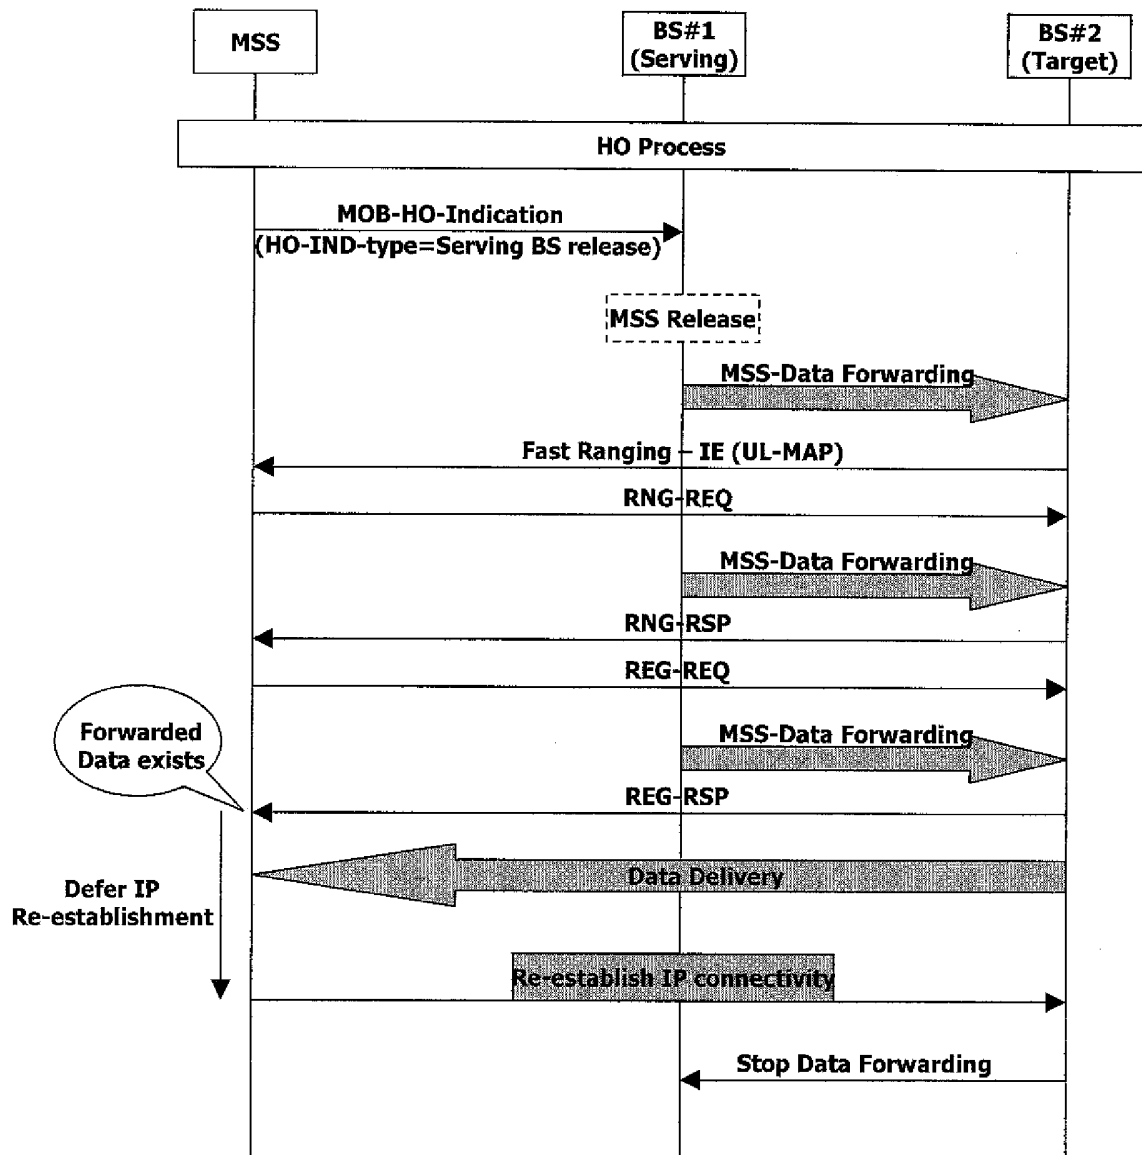 MSS
BS#1
(Serving)
BS#2
(Target)
HO Process
MOB-HO-Indication
(HO-IND-type=Serving BS release)
MSS Release
MSS-Data Forwarding
Fast Ranging – IE (UL-MAP)
RNG-REQ
MSS-Data Forwarding
RNG-RSP
REG-REQ
Forwarded
Data exists
MSS-Data Forwarding
REG-RSP
Data Delivery
Defer IP
Re-establishment
Re-establish IP connectivity
Stop Data Forwarding